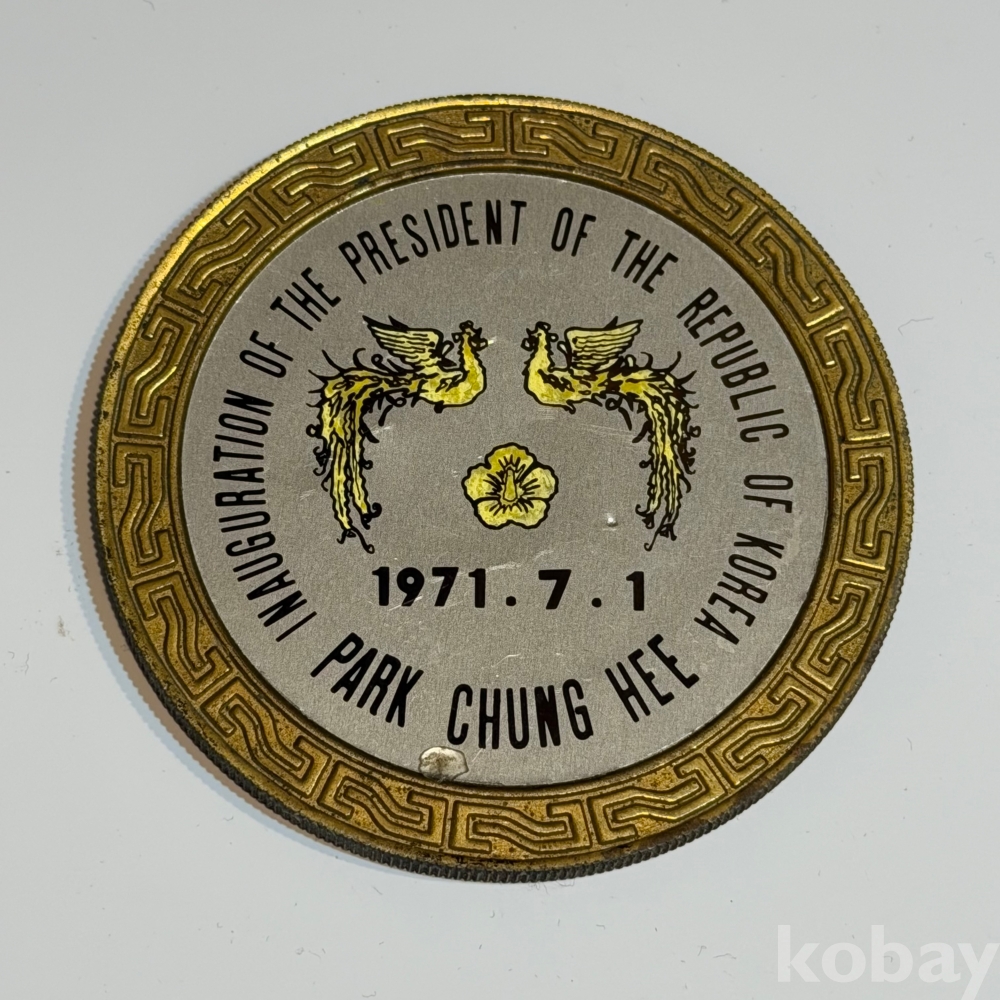 INAUGURATION OF THE PRESIDENT OF THE REPUBLIC OF KOREA
1971.7.1
PARK CHUNG HEE
kobay